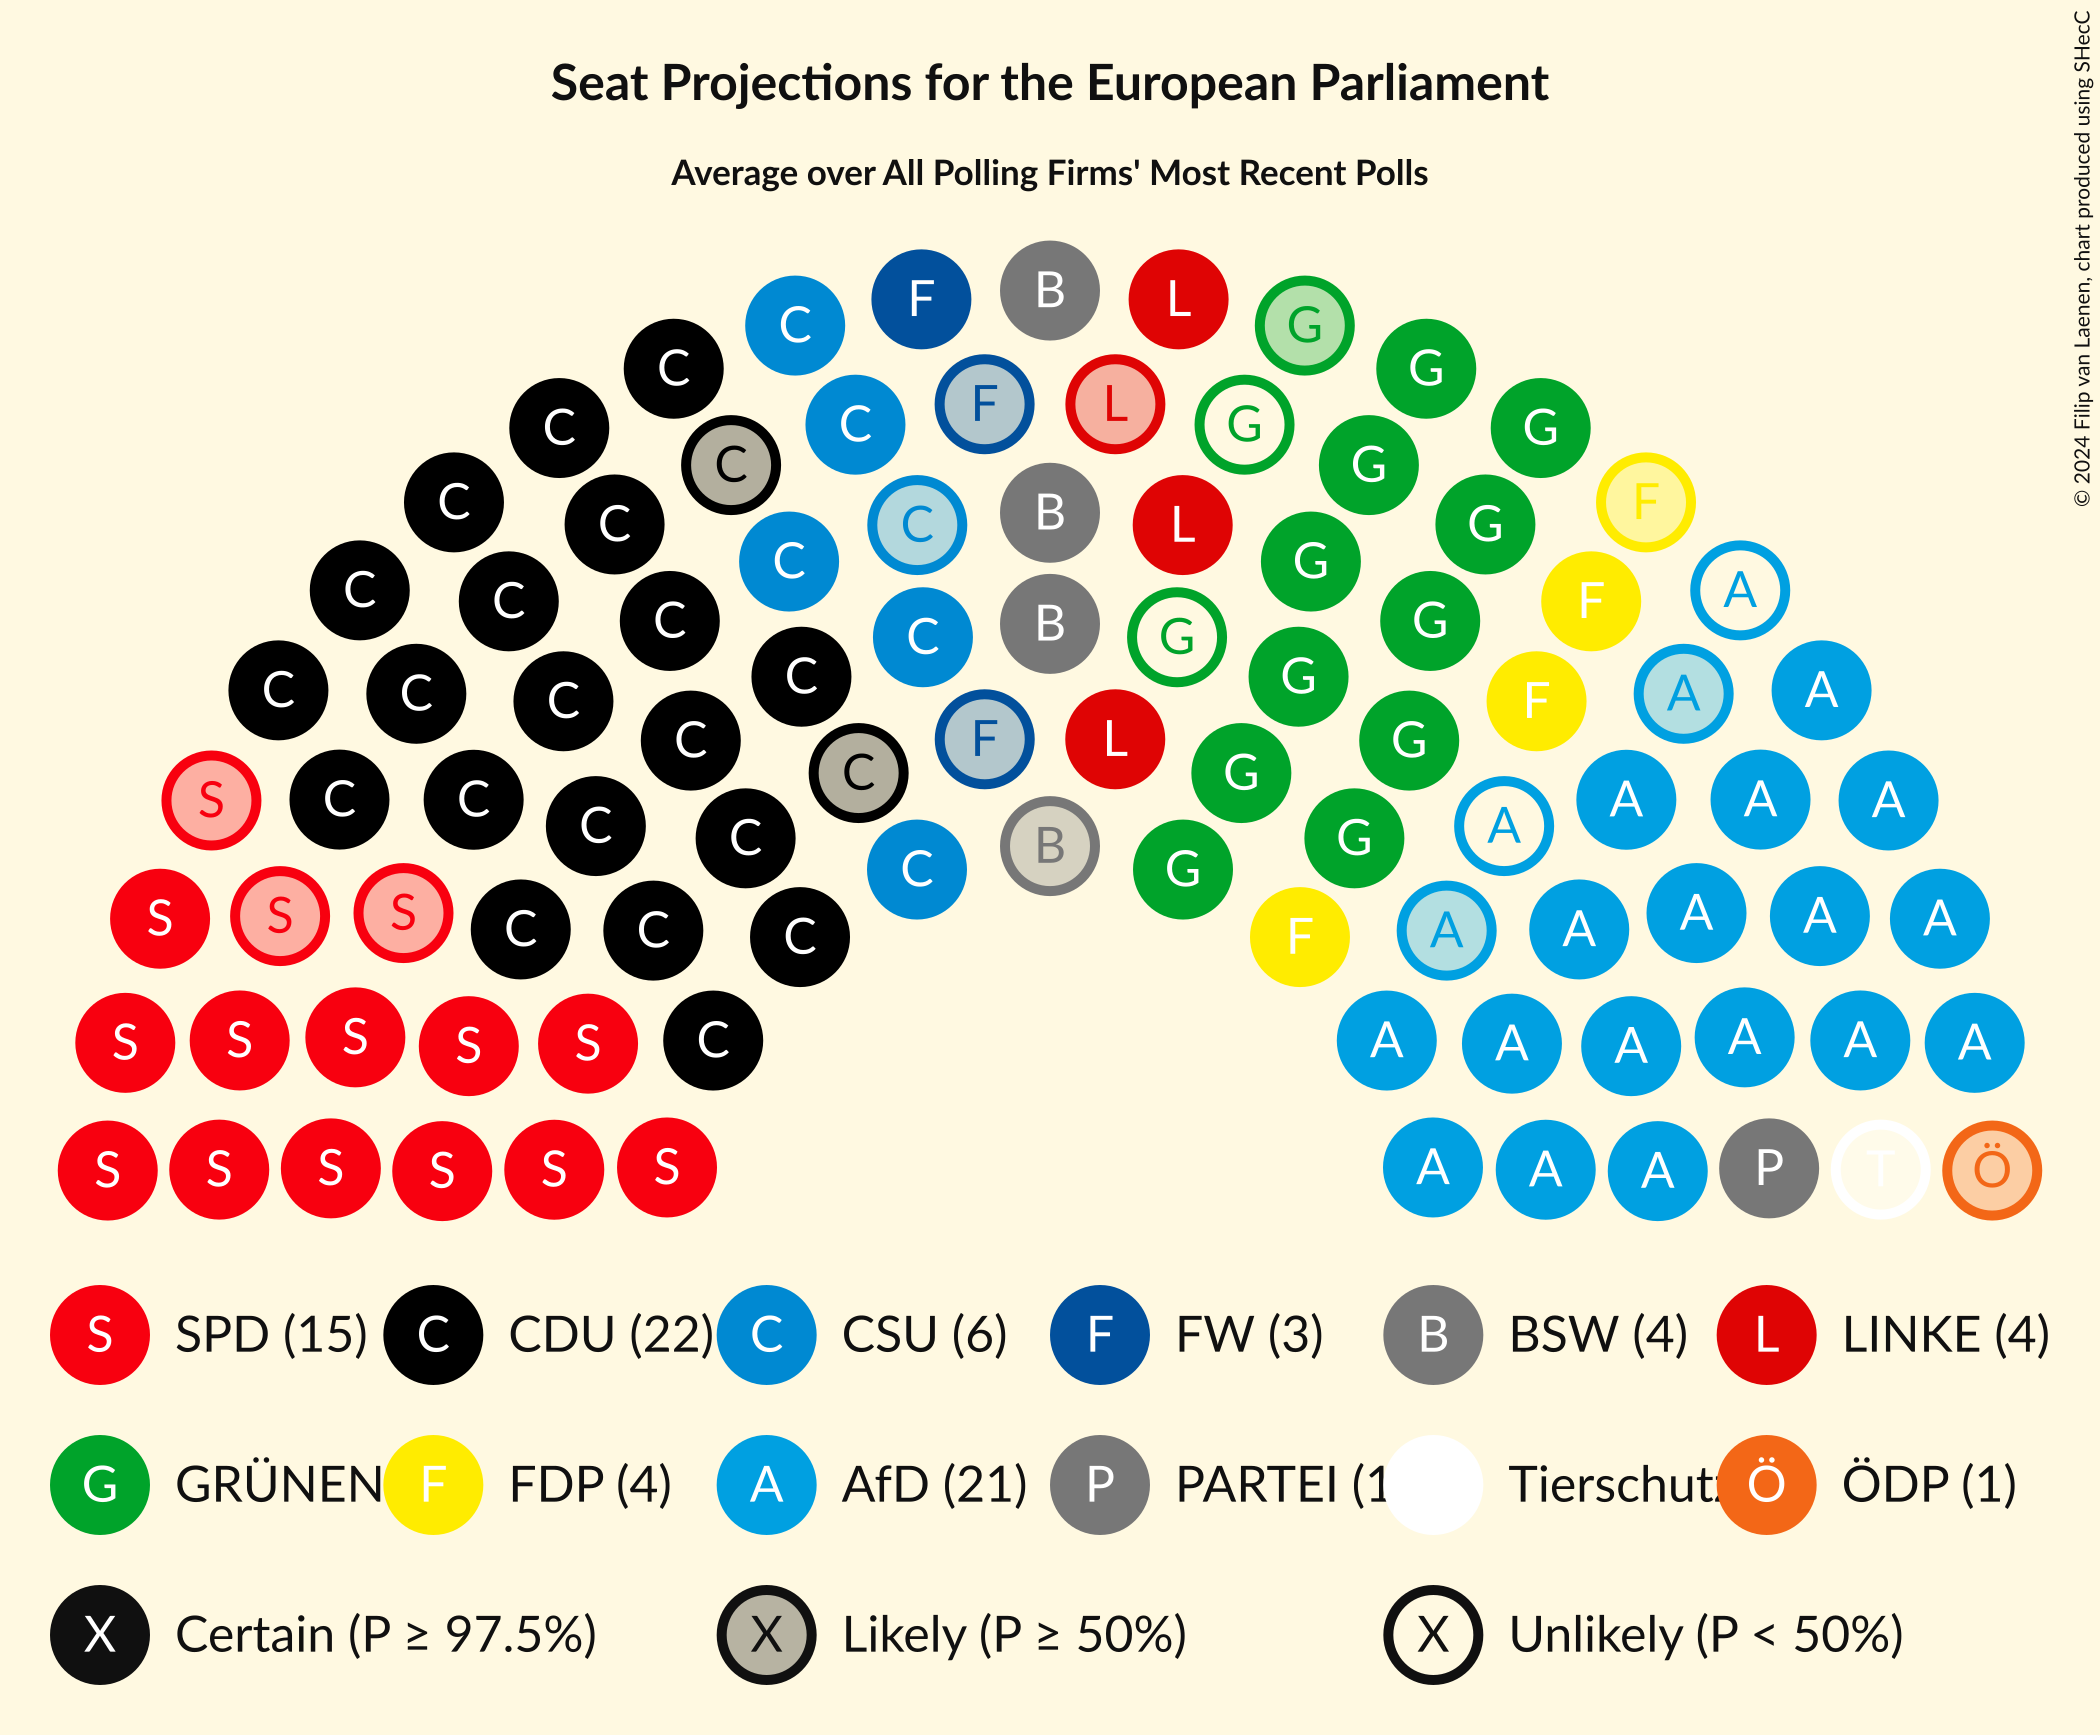 Seat Projections for the European Parliament
Average over All Polling Firms' Most Recent Polls
© 2024 Filip van Laenen, chart produced using SHecC
C F B L G
C C F L G G G
C C C C B L G G F
C C C C B G G G F A
C C C C C F L G G F A A
S C C C C C C B G G G A A A A
S S S C C C F A A A A A
S S S S S C A A A A A A
S S S S S S A A A P T Ö
S SPD (15) C CDU (22) C CSU (6) F FW (3) B BSW (4) L LINKE (4)
G GRÜNEN F FDP (4) A AfD (21) P PARTEI (1 Tierschutz Ö ÖDP (1)
X Certain (P ≥ 97.5%) X Likely (P ≥ 50%) X Unlikely (P < 50%)